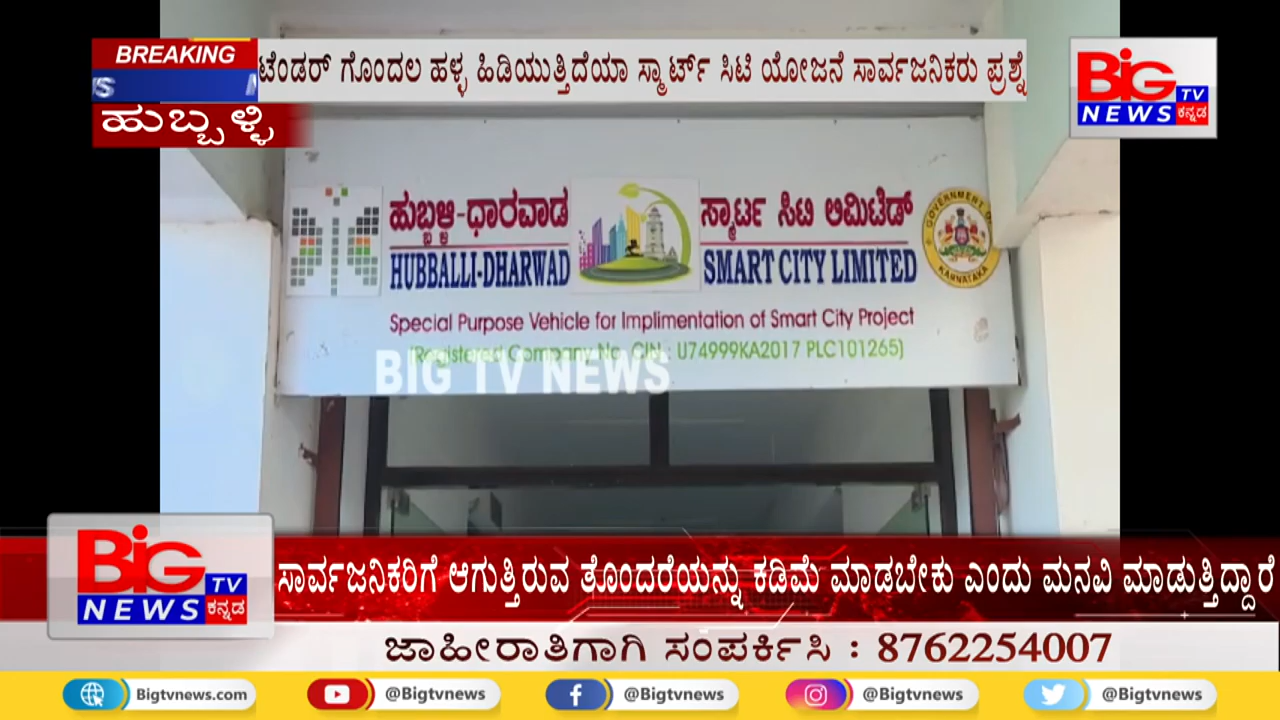 BREAKING
ಟೆಂಡರ್ ಗೊಂದಲ ಹಳ್ಳ ಹಿಡಿಯುತ್ತಿದೆಯಾ ಸ್ಮಾರ್ಟ್ ಸಿಟಿ ಯೋಜನೆ ಸಾರ್ವಜನಿಕರು ಪ್ರಶ್ನೆ
ಹುಬ್ಬಳ್ಳಿ
BIG TV
NEWS ಕನ್ನಡ
ಹುಬ್ಬಳ್ಳಿ-ಧಾರವಾಡ ಸ್ಮಾರ್ಟ ಸಿಟಿ ಲಿಮಿಟೆಡ್
HUBBALLI-DHARWAD SMART CITY LIMITED
GOVERNMENT OF KARNATAKA
Special Purpose Vehicle for Implimentation of Smart City Project
(Registered Company No. CIN : U74999KA2017 PLC101265)
BIG TV NEWS
BIG TV
NEWS ಕನ್ನಡ
ಸಾರ್ವಜನಿಕರಿಗೆ ಆಗುತ್ತಿರುವ ತೊಂದರೆಯನ್ನು ಕಡಿಮೆ ಮಾಡಬೇಕು ಎಂದು ಮನವಿ ಮಾಡುತ್ತಿದ್ದಾರೆ
ಜಾಹೀರಾತಿಗಾಗಿ ಸಂಪರ್ಕಿಸಿ : 8762254007
Bigtvnews.com @Bigtvnews @Bigtvnews @Bigtvnews @Bigtvnews